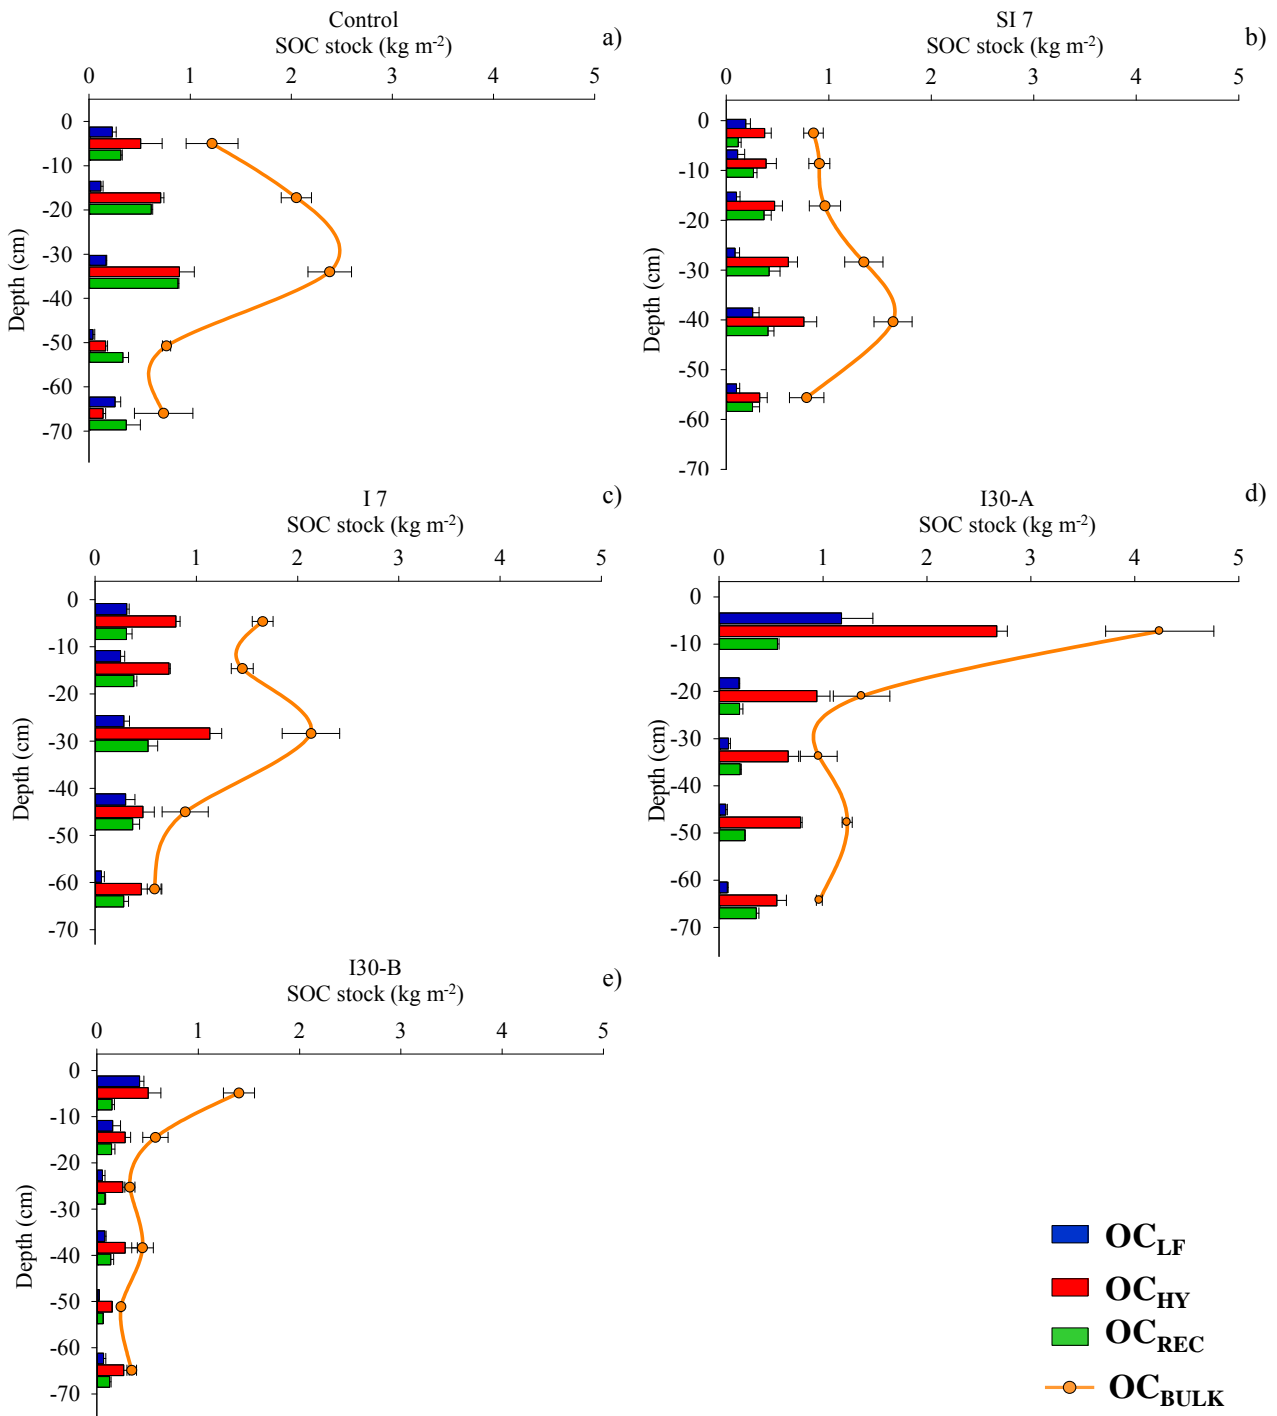 Control
SOC stock (kg m-2)
a)
0 1 2 3 4 5
0
-10
-20
-30
-40
-50
-60
-70
Depth (cm)
SI 7
SOC stock (kg m-2)
b)
0 1 2 3 4 5
0
-10
-20
-30
-40
-50
-60
-70
Depth (cm)
I 7
SOC stock (kg m-2)
c)
0 1 2 3 4 5
0
-10
-20
-30
-40
-50
-60
-70
Depth (cm)
I30-A
SOC stock (kg m-2)
d)
0 1 2 3 4 5
0
-10
-20
-30
-40
-50
-60
-70
Depth (cm)
I30-B
SOC stock (kg m-2)
e)
0 1 2 3 4 5
0
-10
-20
-30
-40
-50
-60
-70
Depth (cm)
OCLF
OCHY
OCREC
OCBULK